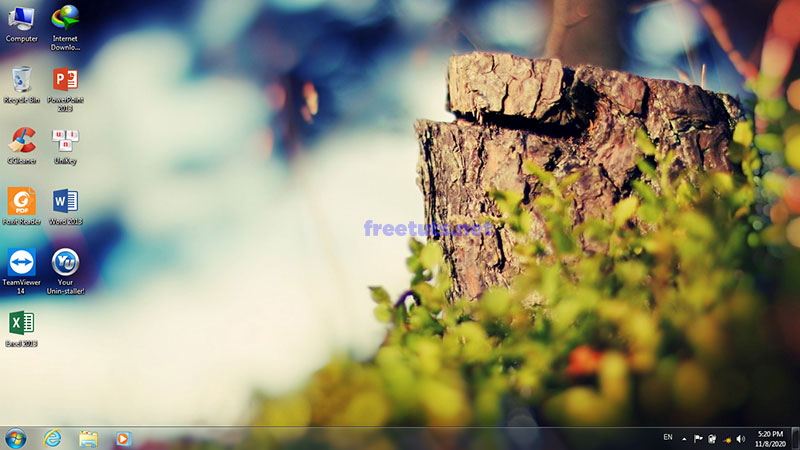 Computer
Internet
Downlo...
Recycle Bin
PowerPoint
2013
CCleaner
UniKey
PDF
Foxit Reader
Word 2013
TeamViewer
14
Your
Unin-staller!
Excel 2013
freetuts.net
EN
5:20 PM
11/8/2020